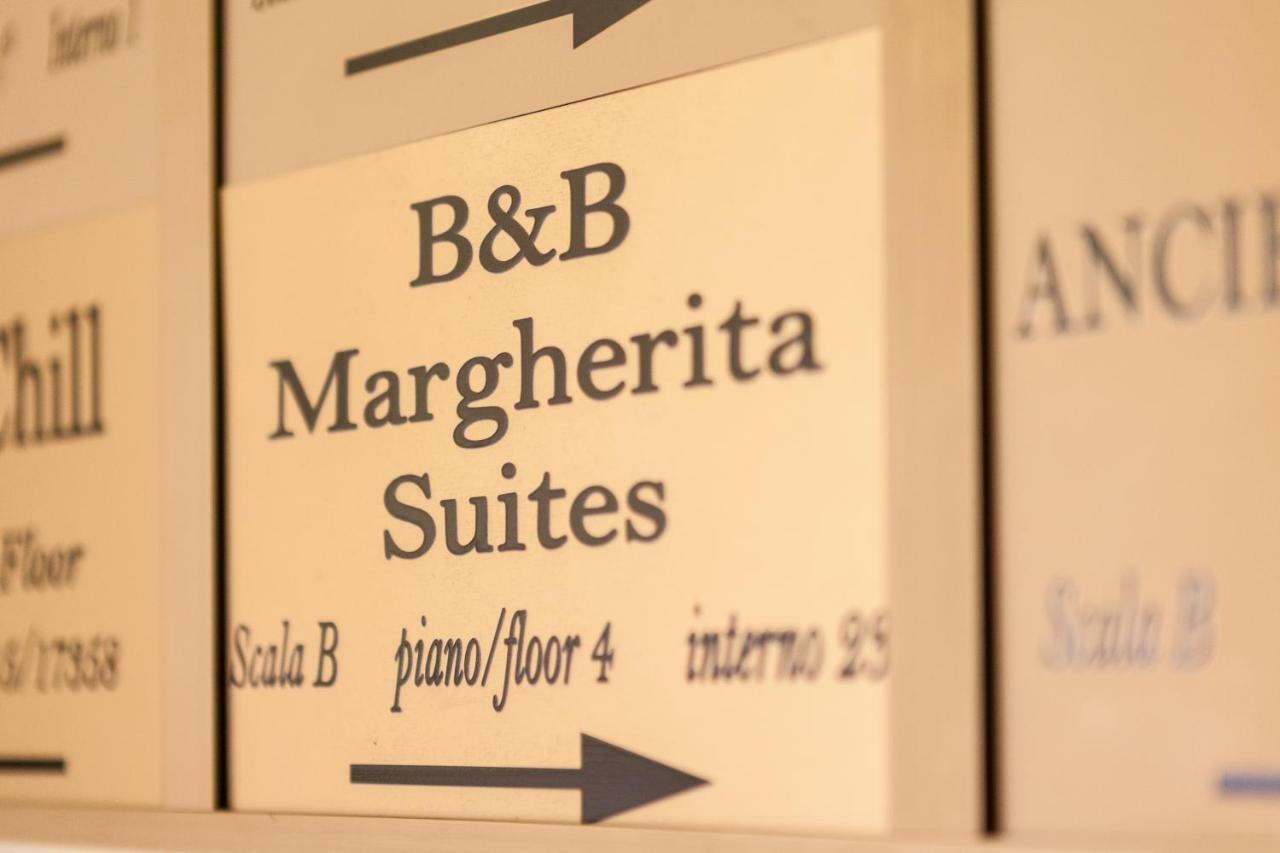 Interno 1
Chill
Floor
B&B
Margherita
Suites
Scala B piano/floor 4 interno 25
Scala B